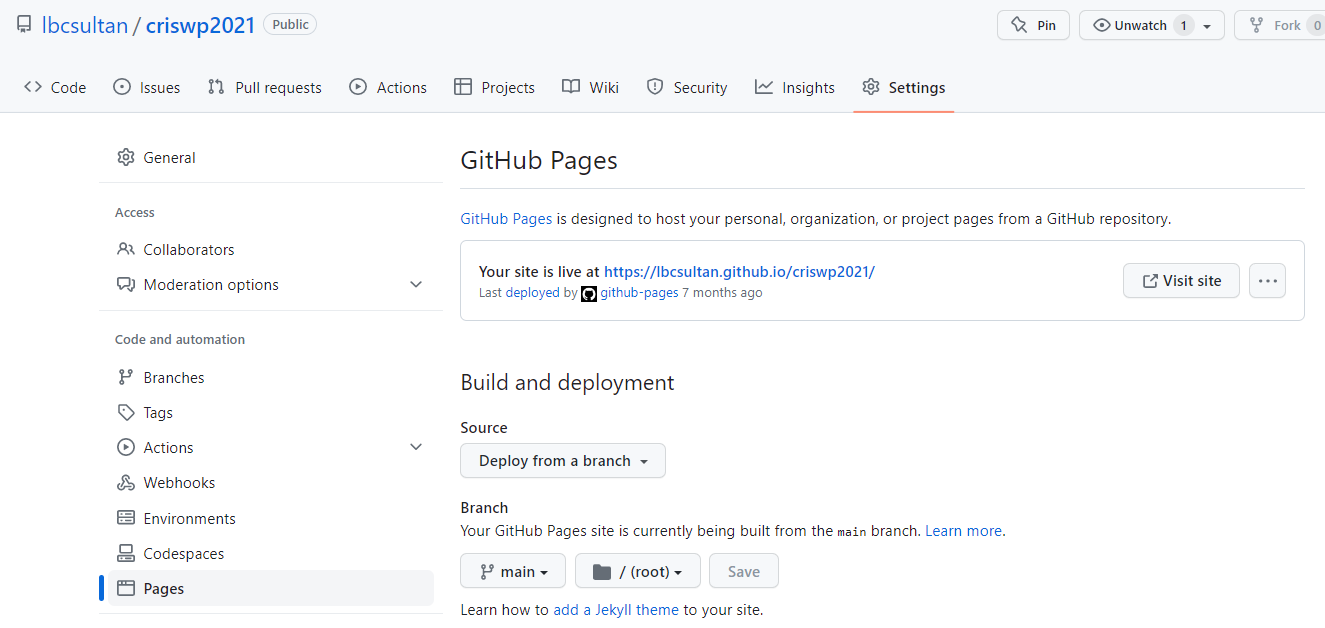 lbcsultan / criswp2021 Public
Pin
Unwatch 1
Fork 0
Code
Issues
Pull requests
Actions
Projects
Wiki
Security
Insights
Settings
General
Access
Collaborators
Moderation options
Code and automation
Branches
Tags
Actions
Webhooks
Environments
Codespaces
Pages
GitHub Pages
GitHub Pages is designed to host your personal, organization, or project pages from a GitHub repository.
Your site is live at https://lbcsultan.github.io/criswp2021/
Last deployed by github-pages 7 months ago
Visit site
Build and deployment
Source
Deploy from a branch
Branch
Your GitHub Pages site is currently being built from the main branch. Learn more.
main
/ (root)
Save
Learn how to add a Jekyll theme to your site.